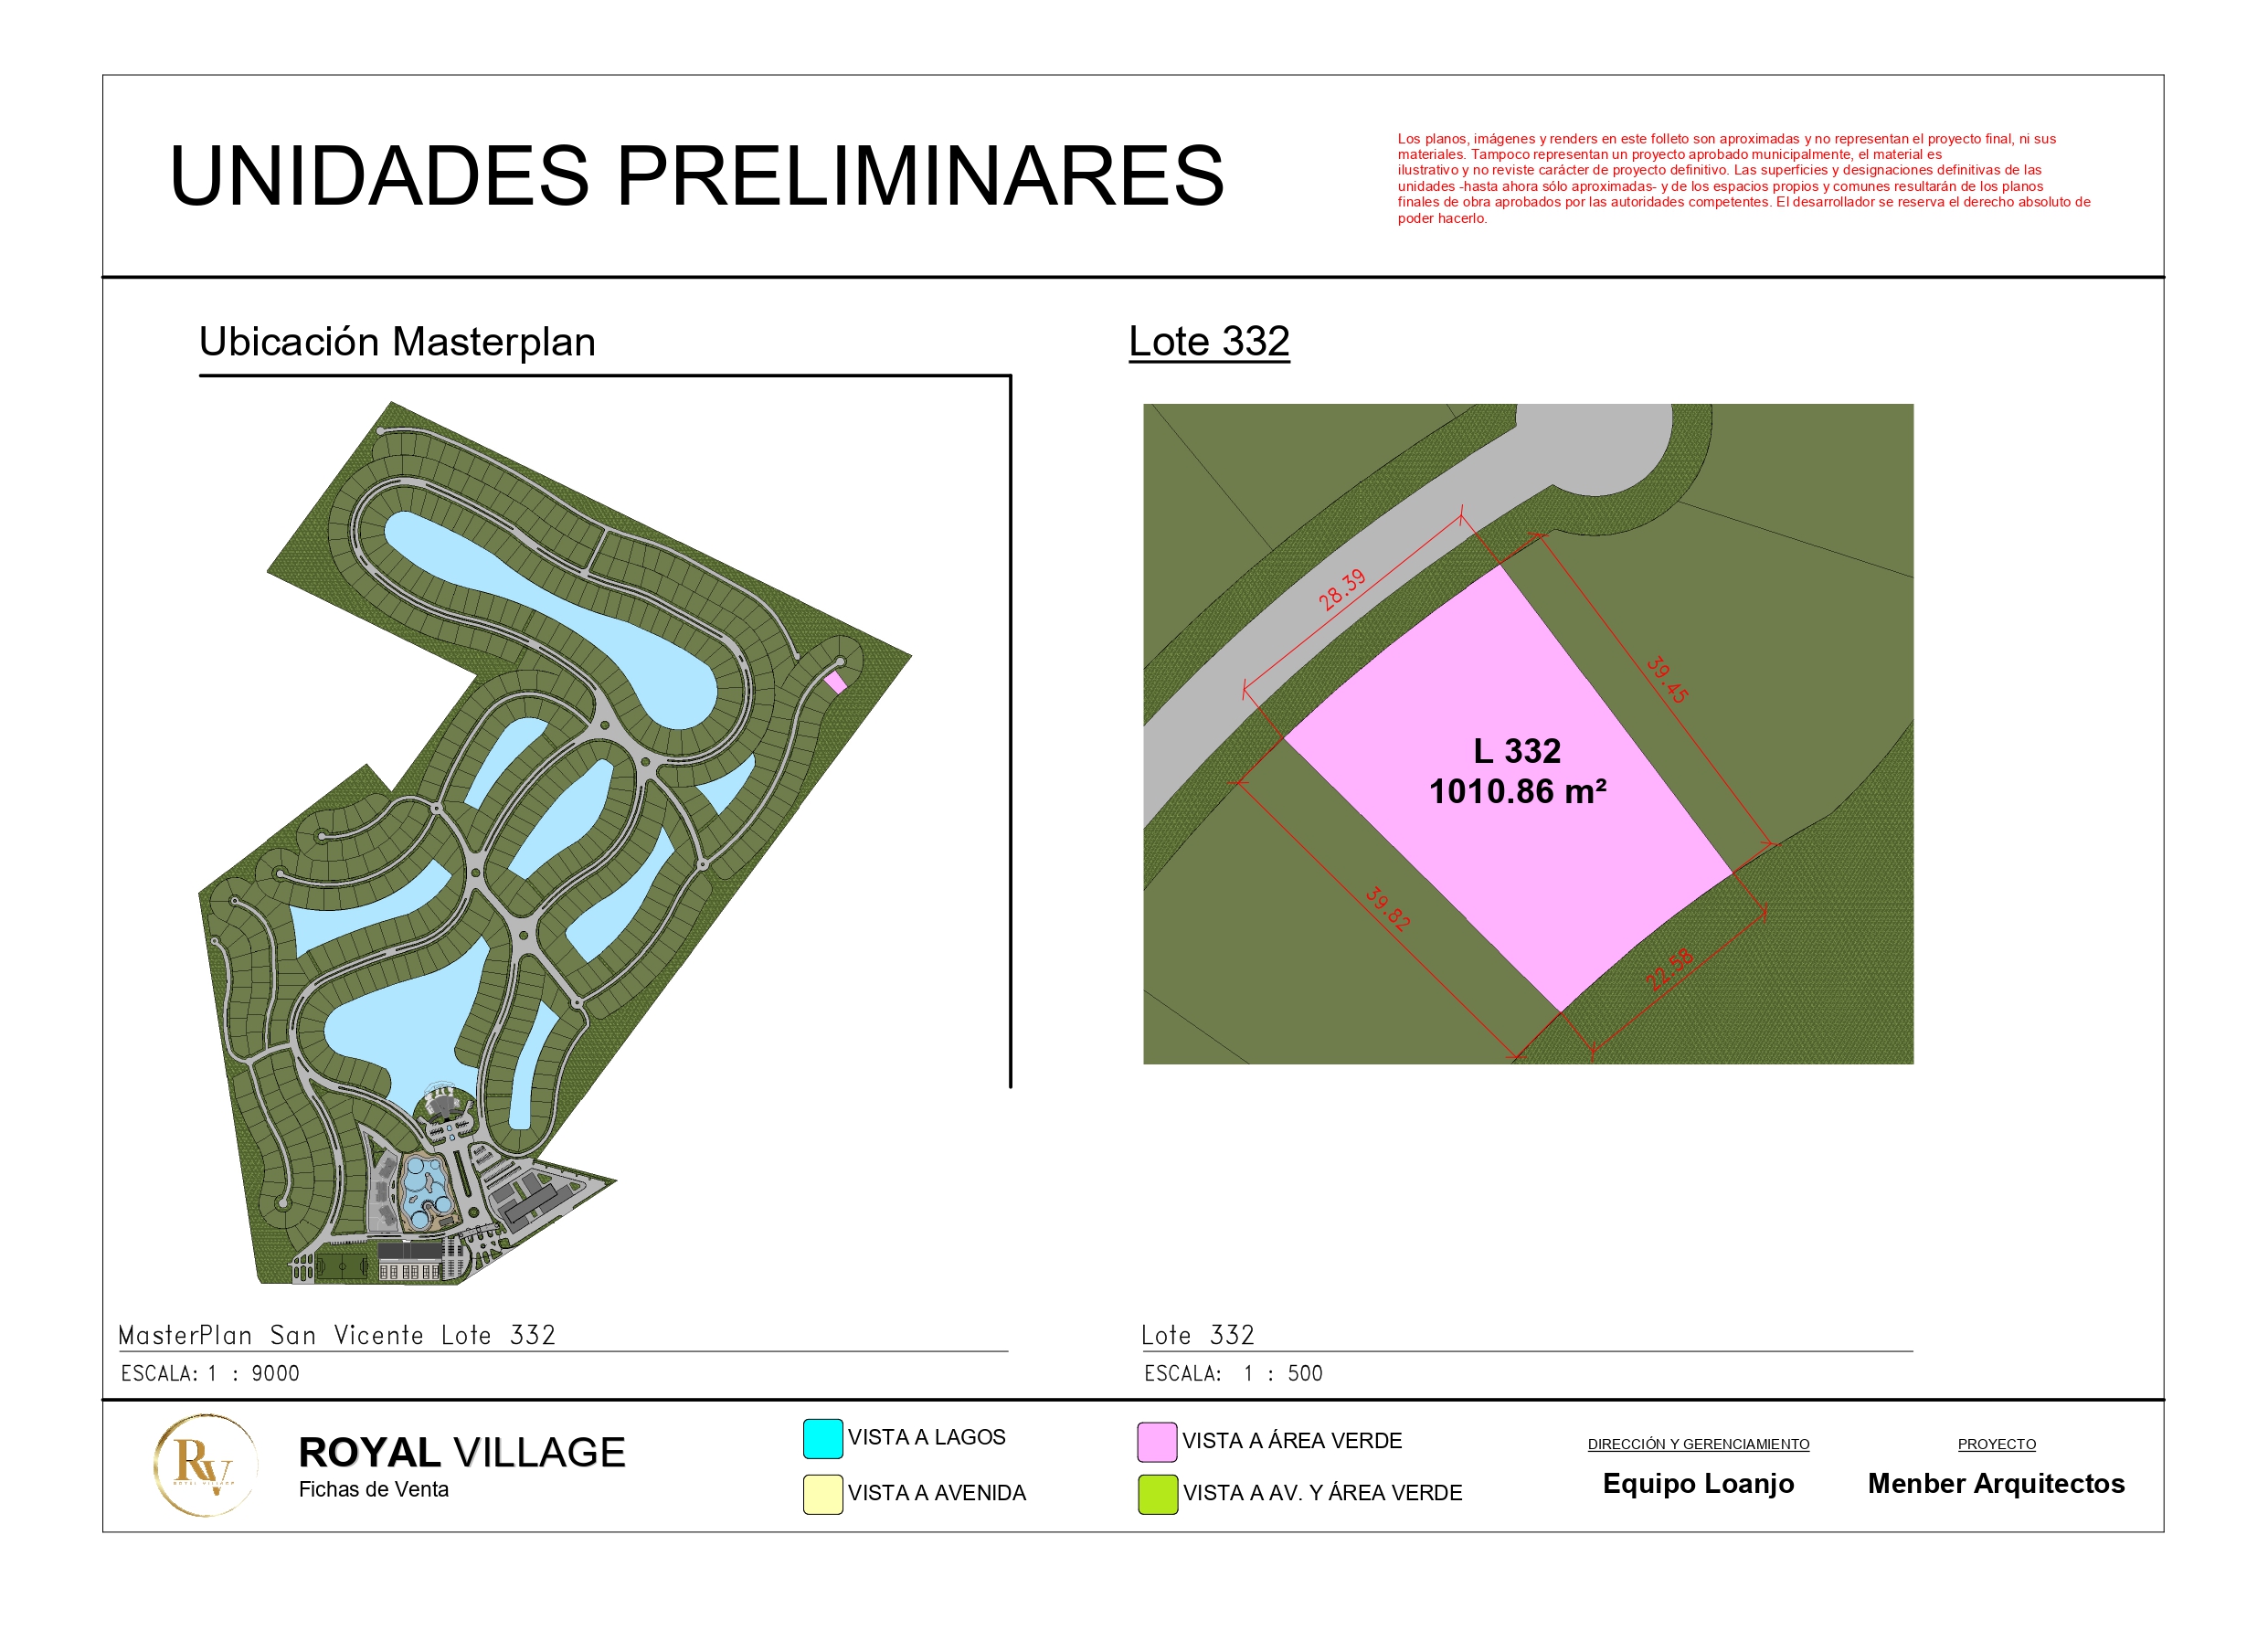 UNIDADES PRELIMINARES
Los planos, imágenes y renders en este folleto son aproximadas y no representan el proyecto final, ni sus
materiales. Tampoco representan un proyecto aprobado municipalmente, el material es
ilustrativo y no reviste carácter de proyecto definitivo. Las superficies y designaciones definitivas de las
unidades -hasta ahora sólo aproximadas- y de los espacios propios y comunes resultarán de los planos
finales de obra aprobados por las autoridades competentes. El desarrollador se reserva el derecho absoluto de
poder hacerlo.
Ubicación Masterplan
Lote 332
28.39
39.45
L 332
1010.86 m²
39.82
22.58
MasterPlan San Vicente Lote 332
ESCALA: 1 : 9000
Lote 332
ESCALA: 1 : 500
RV
ROYAL VILLAGE
ROYAL VILLAGE
Fichas de Venta
VISTA A LAGOS
VISTA A AVENIDA
VISTA A ÁREA VERDE
VISTA A AV. Y ÁREA VERDE
DIRECCIÓN Y GERENCIAMIENTO
Equipo Loanjo
PROYECTO
Menber Arquitectos